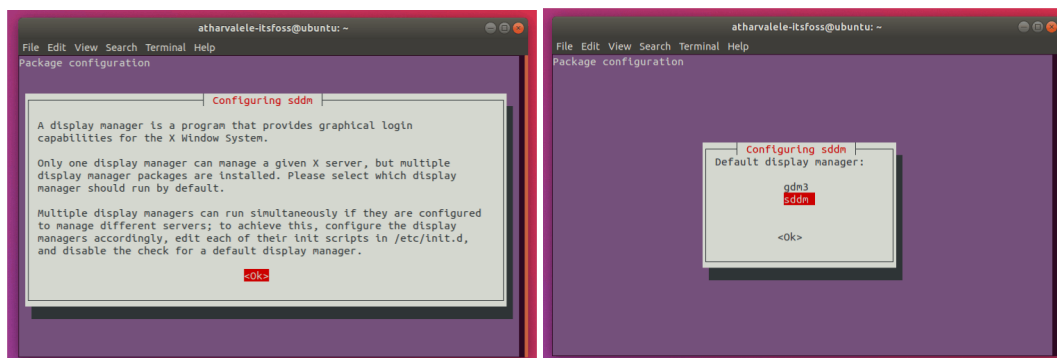 atharvalele-itsfoss@ubuntu: ~
File Edit View Search Terminal Help
Package configuration
Configuring sddm
A display manager is a program that provides graphical login
capabilities for the X Window System.
Only one display manager can manage a given X server, but multiple
display manager packages are installed. Please select which display
manager should run by default.
Multiple display managers can run simultaneously if they are configured
to manage different servers; to achieve this, configure the display
managers accordingly, edit each of their init scripts in /etc/init.d,
and disable the check for a default display manager.
<Ok>
atharvalele-itsfoss@ubuntu: ~
File Edit View Search Terminal Help
Package configuration
Configuring sddm
Default display manager:
gdm3
sddm
<Ok>